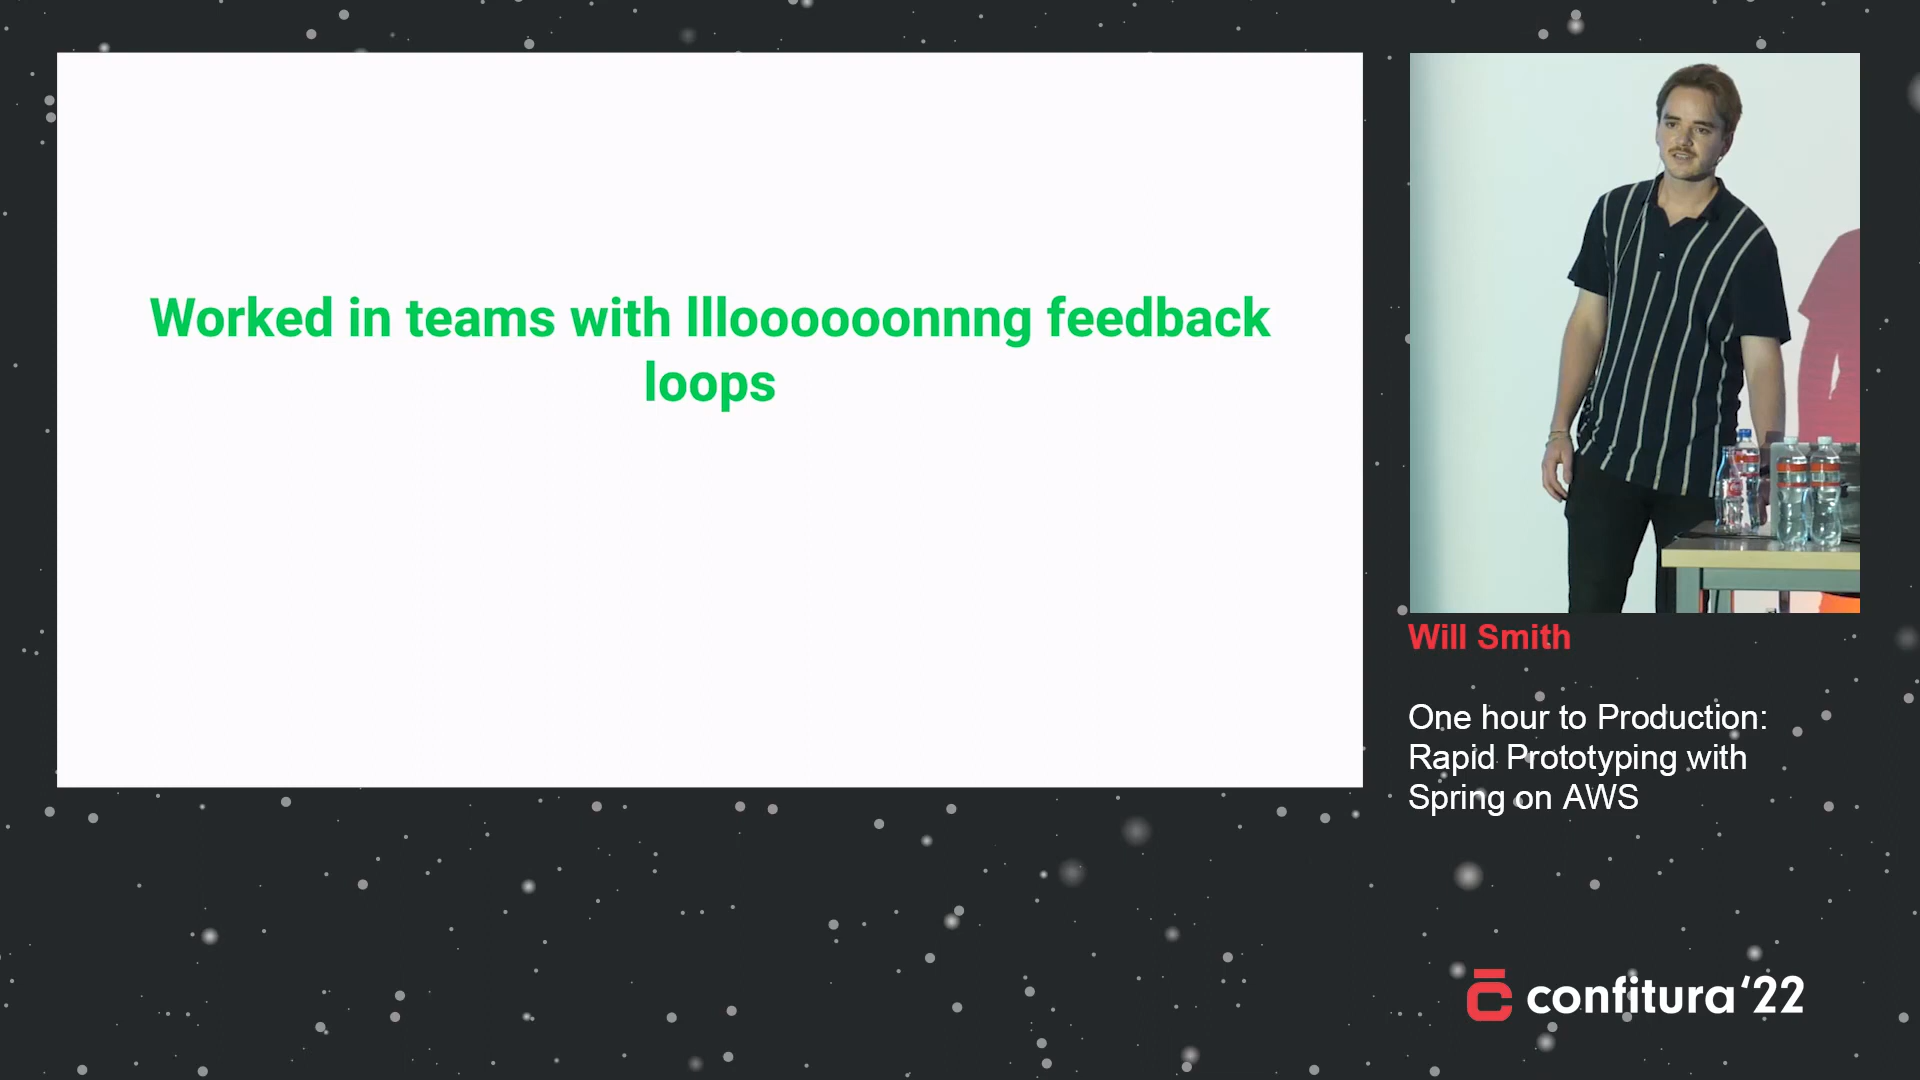 Worked in teams with llloooooonnng feedback
loops
Will Smith
One hour to Production:
Rapid Prototyping with
Spring on AWS
confitura '22